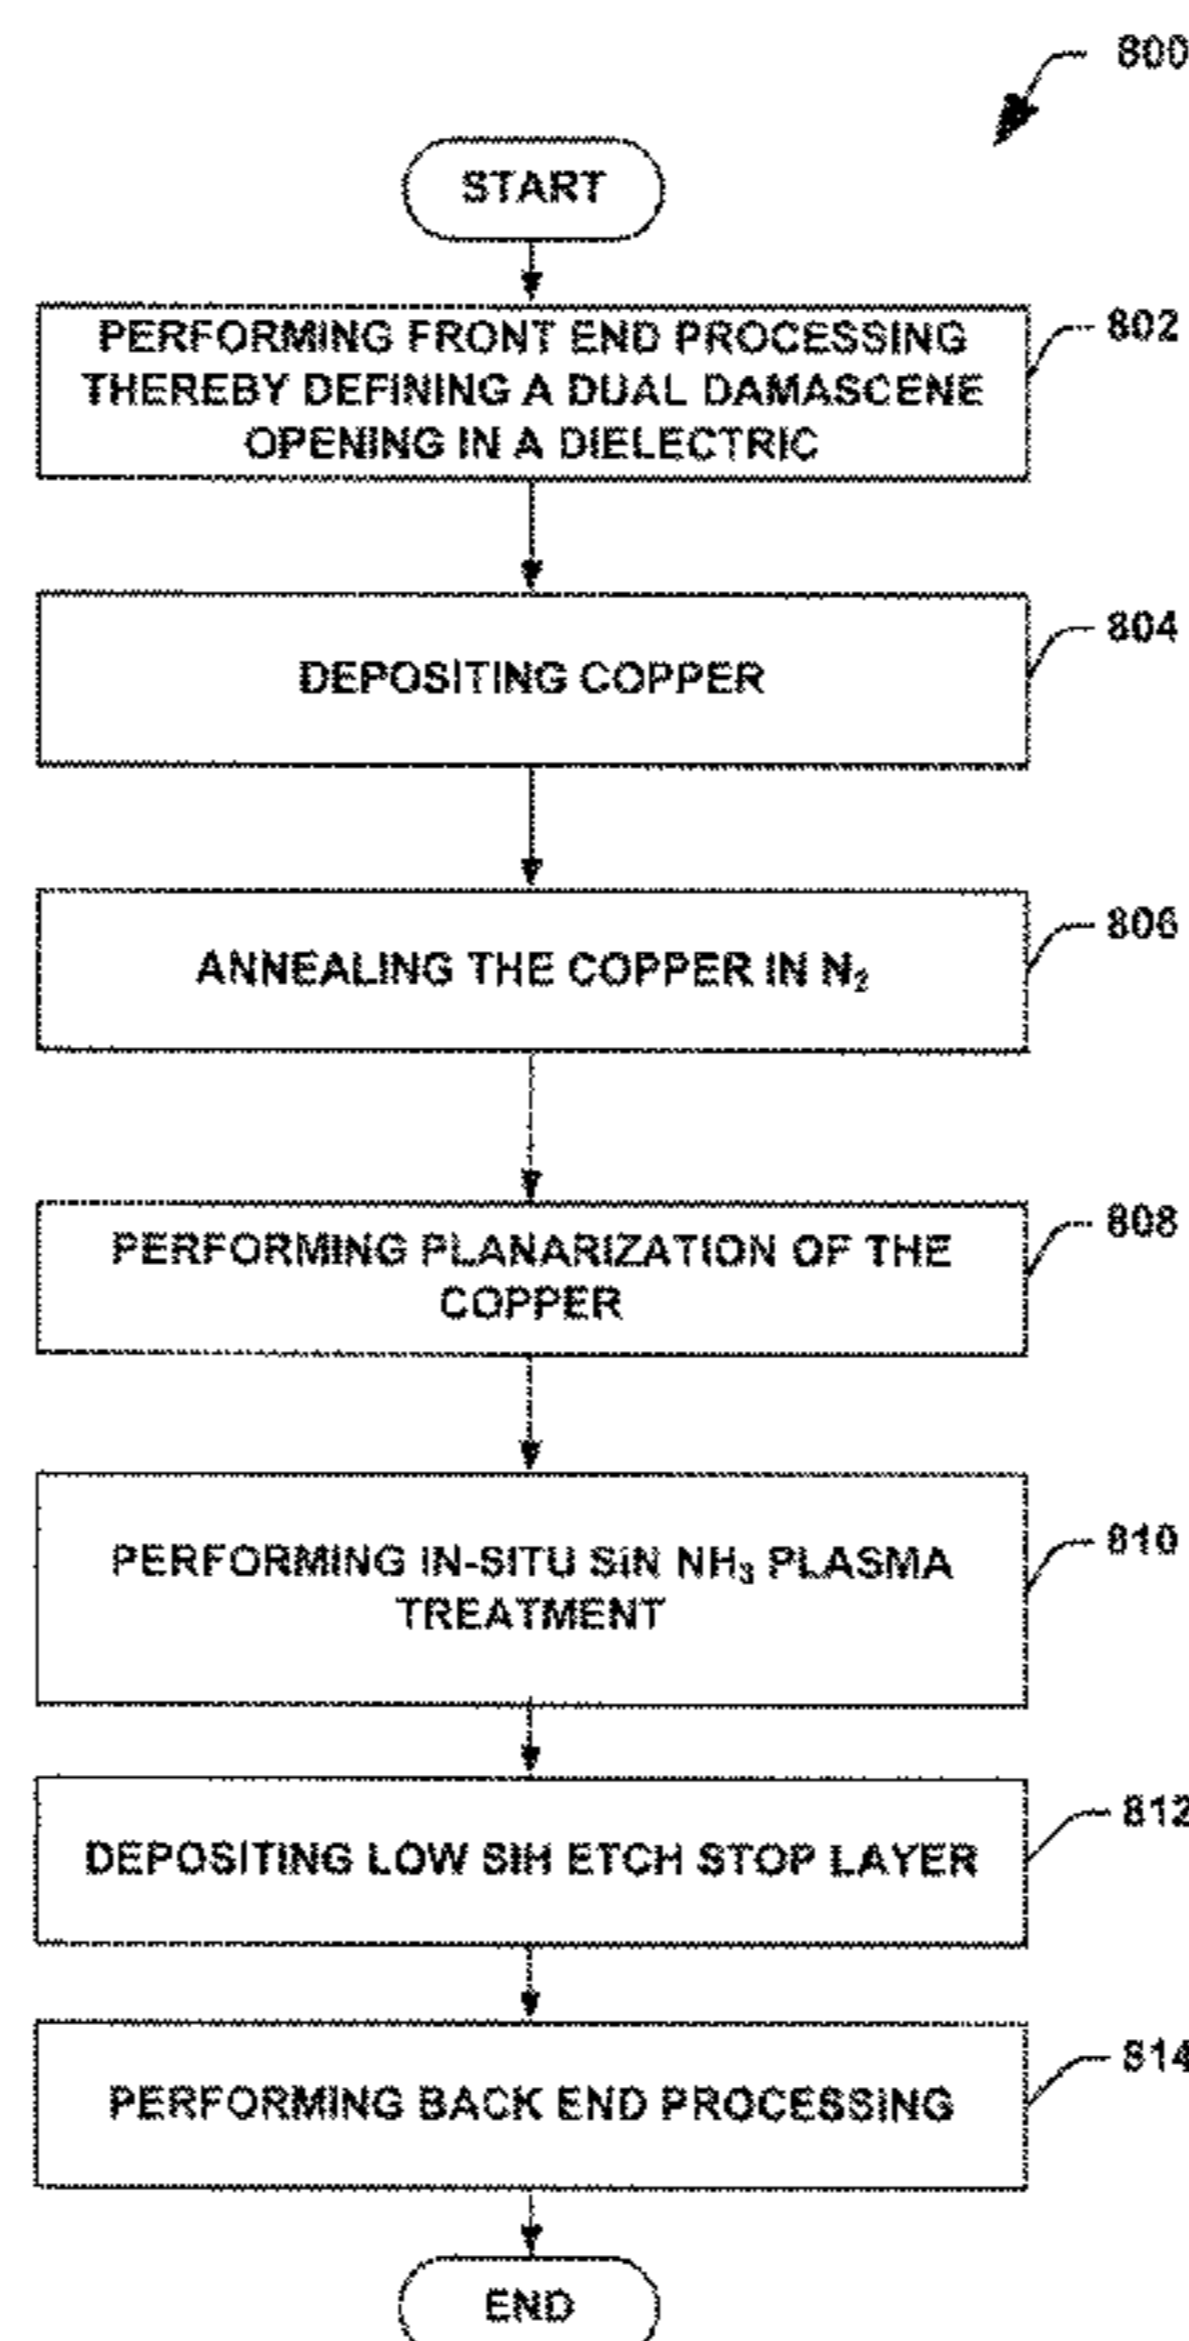 800
START
PERFORMING FRONT END PROCESSING
THEREBY DEFINING A DUAL DAMASCENE
OPENING IN A DIELECTRIC
802
DEPOSITING COPPER
804
ANNEALING THE COPPER IN N₂
806
PERFORMING PLANARIZATION OF THE
COPPER
808
PERFORMING IN-SITU SiN NH₃ PLASMA
TREATMENT
810
DEPOSITING LOW SIH ETCH STOP LAYER
812
PERFORMING BACK END PROCESSING
814
END